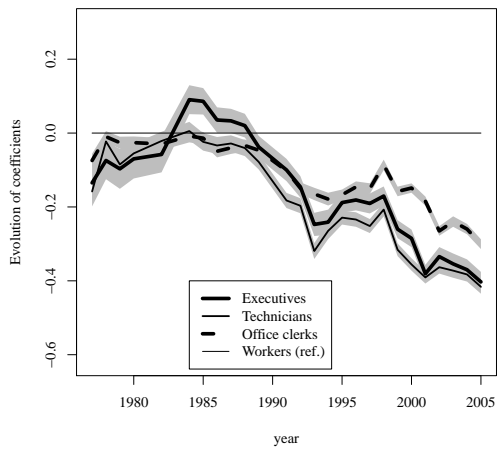 0.2
0.0
−0.2
−0.4
−0.6
Evolution of coefficients
Executives
Technicians
Office clerks
Workers (ref.)
1980 1985 1990 1995 2000 2005
year